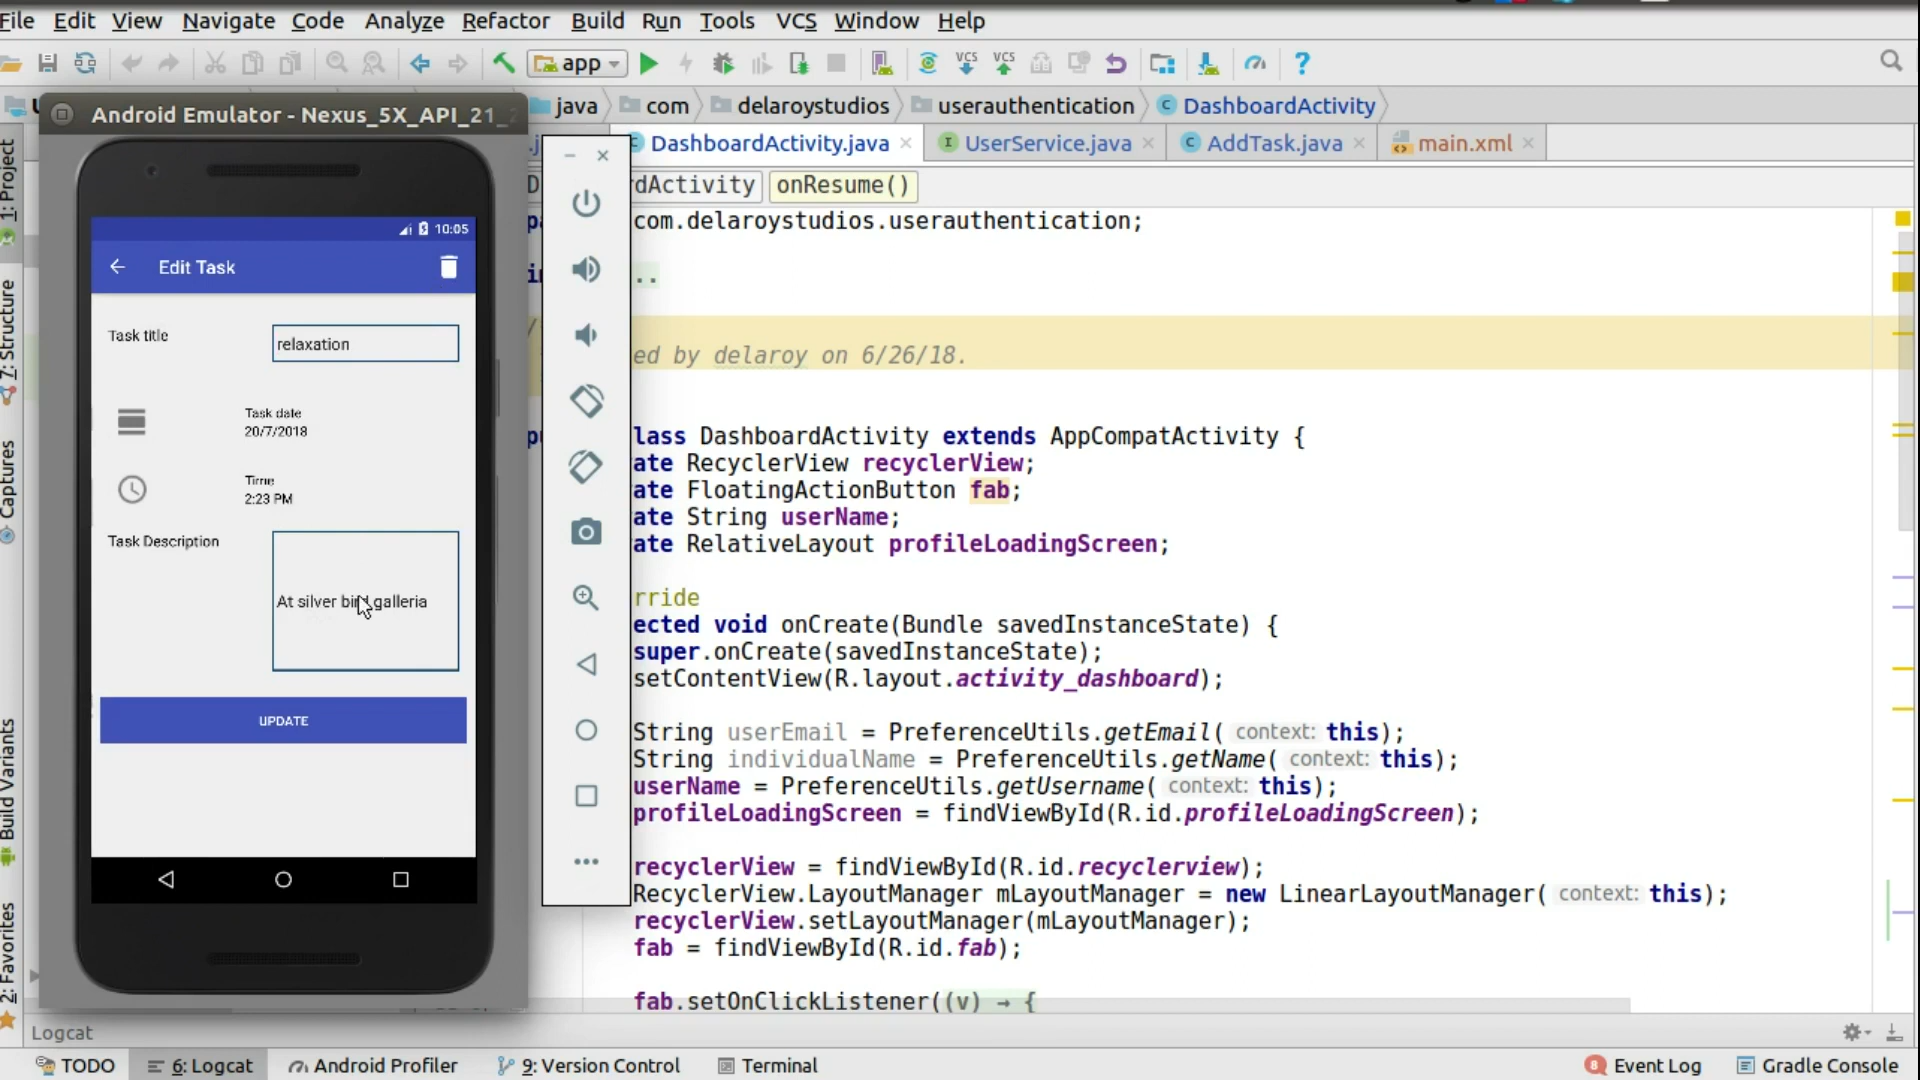 File Edit View Navigate Code Analyze Refactor Build Run Tools VCS Window Help
app VCS VCS ?
java com delaroystudios userauthentication C DashboardActivity
Android Emulator - Nexus_5X_API_21_
DashboardActivity.java I UserService.java C AddTask.java main.xml
dActivity onResume()
com.delaroystudios.userauthentication;
..
ed by delaroy on 6/26/18.
lass DashboardActivity extends AppCompatActivity {
ate RecyclerView recyclerView;
ate FloatingActionButton fab;
ate String userName;
ate RelativeLayout profileLoadingScreen;
rride
ected void onCreate(Bundle savedInstanceState) {
super.onCreate(savedInstanceState);
setContentView(R.layout.activity_dashboard);
String userEmail = PreferenceUtils.getEmail( context: this);
String individualName = PreferenceUtils.getName( context: this);
userName = PreferenceUtils.getUsername( context: this);
profileLoadingScreen = findViewById(R.id.profileLoadingScreen);
recyclerView = findViewById(R.id.recyclerview);
RecyclerView.LayoutManager mLayoutManager = new LinearLayoutManager( context: this);
recyclerView.setLayoutManager(mLayoutManager);
fab = findViewById(R.id.fab);
fab.setOnClickListener((v) → {
10:05
Edit Task
Task title
relaxation
Task date
20/7/2018
Time
2:23 PM
Task Description
At silver bird galleria
UPDATE
1: Project
7: Structure
Captures
Build Variants
2: Favorites
Logcat
TODO 6: Logcat Android Profiler 9: Version Control Terminal 8 Event Log Gradle Console